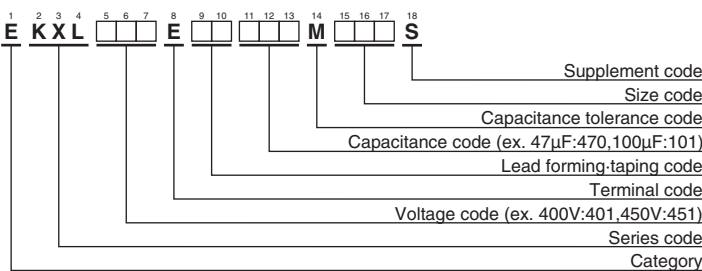 1 2 3 4 5 6 7 8 9 10 11 12 13 14 15 16 17 18
E KXL E M S
Supplement code
Size code
Capacitance tolerance code
Capacitance code (ex. 47μF:470,100μF:101)
Lead forming·taping code
Terminal code
Voltage code (ex. 400V:401,450V:451)
Series code
Category